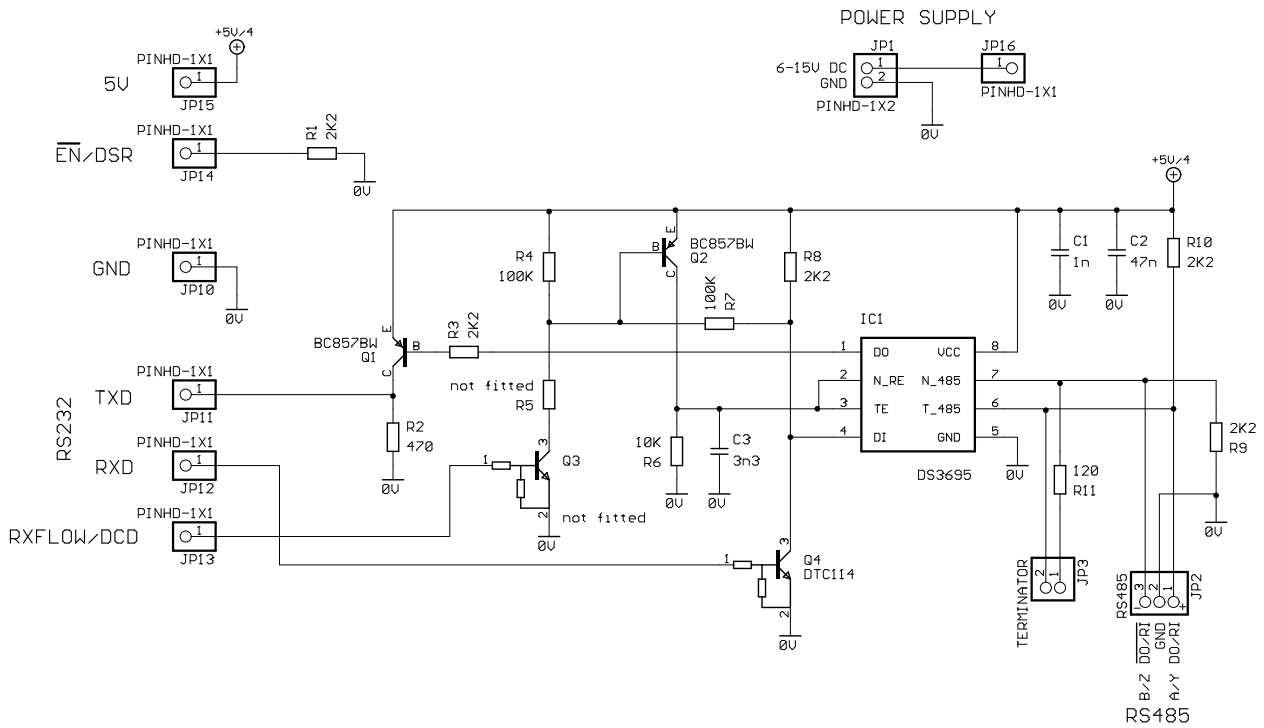 POWER SUPPLY
+5V/4
PINHD-1X1
5V
1
JP15
JP1
6-15V DC
GND
1
2
PINHD-1X2
0V
JP16
1
PINHD-1X1
PINHD-1X1
EN/DSR
1
JP14
R1
2K2
0V
+5V/4
PINHD-1X1
GND
1
JP10
0V
R4
100K
E
B
C
BC857BW
Q2
R8
2K2
100K
R7
C1
1n
0V
C2
47n
0V
R10
2K2
BC857BW
Q1
E
B
C
R3
2K2
IC1
1
2
3
4
DO
N_RE
TE
DI
VCC
N_485
T_485
GND
8
7
6
5
DS3695
0V
RS232
PINHD-1X1
TXD
1
JP11
R2
470
0V
not fitted
R5
PINHD-1X1
RXD
1
JP12
1
3
Q3
2
not fitted
0V
10K
R6
0V
C3
3n3
0V
2K2
R9
0V
120
R11
PINHD-1X1
RXFLOW/DCD
1
JP13
1
3
Q4
DTC114
2
0V
TERMINATOR
2
1
JP3
RS485
3
2
1
-
+
JP2
B/Z DO/RI
GND
A/Y DO/RI
RS485